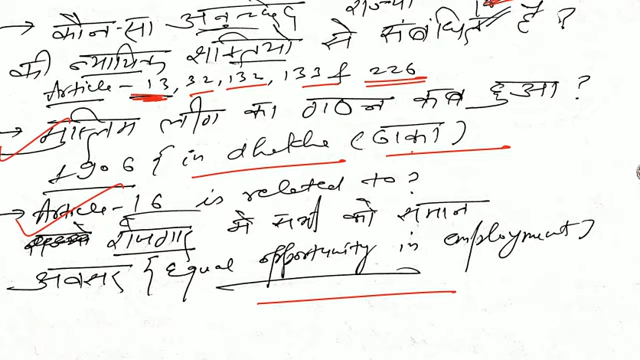 → कौन-सा अनुच्छेद राज्यो
की न्यायिक शक्तियो से संबंधित है ?
Article - 13, 32, 132, 133 & 226
→ मुस्लिम लीग का गठन कब हुआ ?
1906 { in dhakha (ढाका)
→ Article - 16 is related to ?
रोजगार मे सभी को समान
अवसर { Equal opportunity in employment)